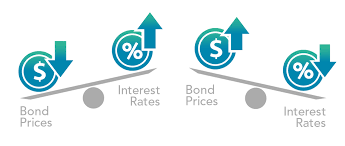 $
%
Bond
Prices
Interest
Rates
$
%
Bond
Prices
Interest
Rates